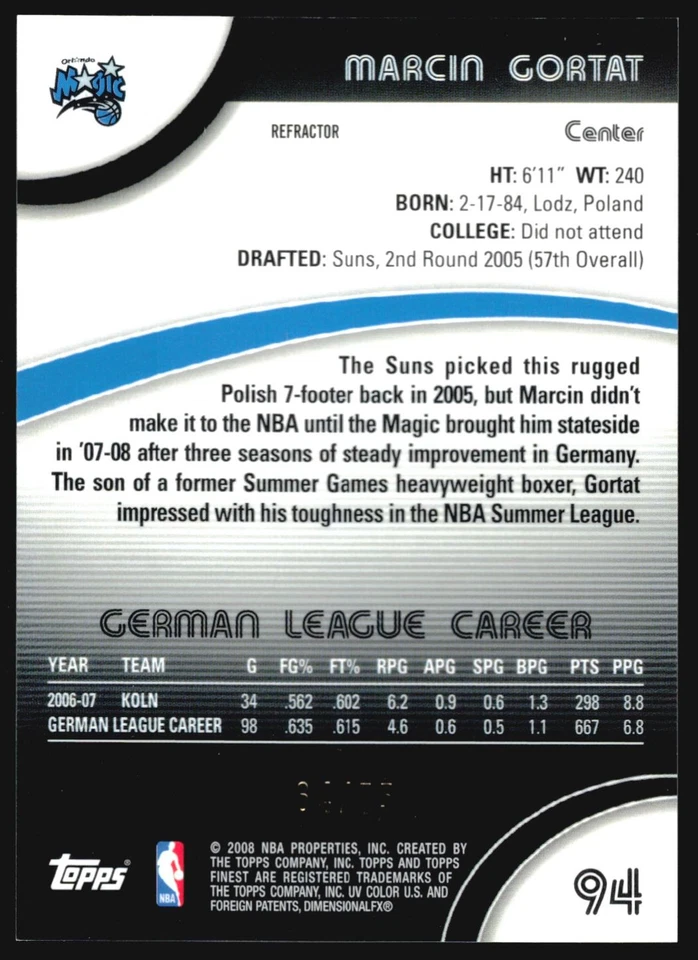 Orlando
Magic
MARCIN GORTAT
REFRACTOR
Center
HT: 6'11" WT: 240
BORN: 2-17-84, Lodz, Poland
COLLEGE: Did not attend
DRAFTED: Suns, 2nd Round 2005 (57th Overall)
The Suns picked this rugged
Polish 7-footer back in 2005, but Marcin didn't
make it to the NBA until the Magic brought him stateside
in '07-08 after three seasons of steady improvement in Germany.
The son of a former Summer Games heavyweight boxer, Gortat
impressed with his toughness in the NBA Summer League.
GERMAN LEAGUE CAREER
YEAR TEAM G FG% FT% RPG APG SPG BPG PTS PPG
2006-07 KOLN 34 .562 .602 6.2 0.9 0.6 1.3 298 8.8
GERMAN LEAGUE CAREER 98 .635 .615 4.6 0.6 0.5 1.1 667 6.8
Topps®
NBA
© 2008 NBA PROPERTIES, INC. CREATED BY
THE TOPPS COMPANY, INC. TOPPS AND TOPPS
FINEST ARE REGISTERED TRADEMARKS OF
THE TOPPS COMPANY, INC. UV COLOR U.S. AND
FOREIGN PATENTS, DIMENSIONALFX®
94